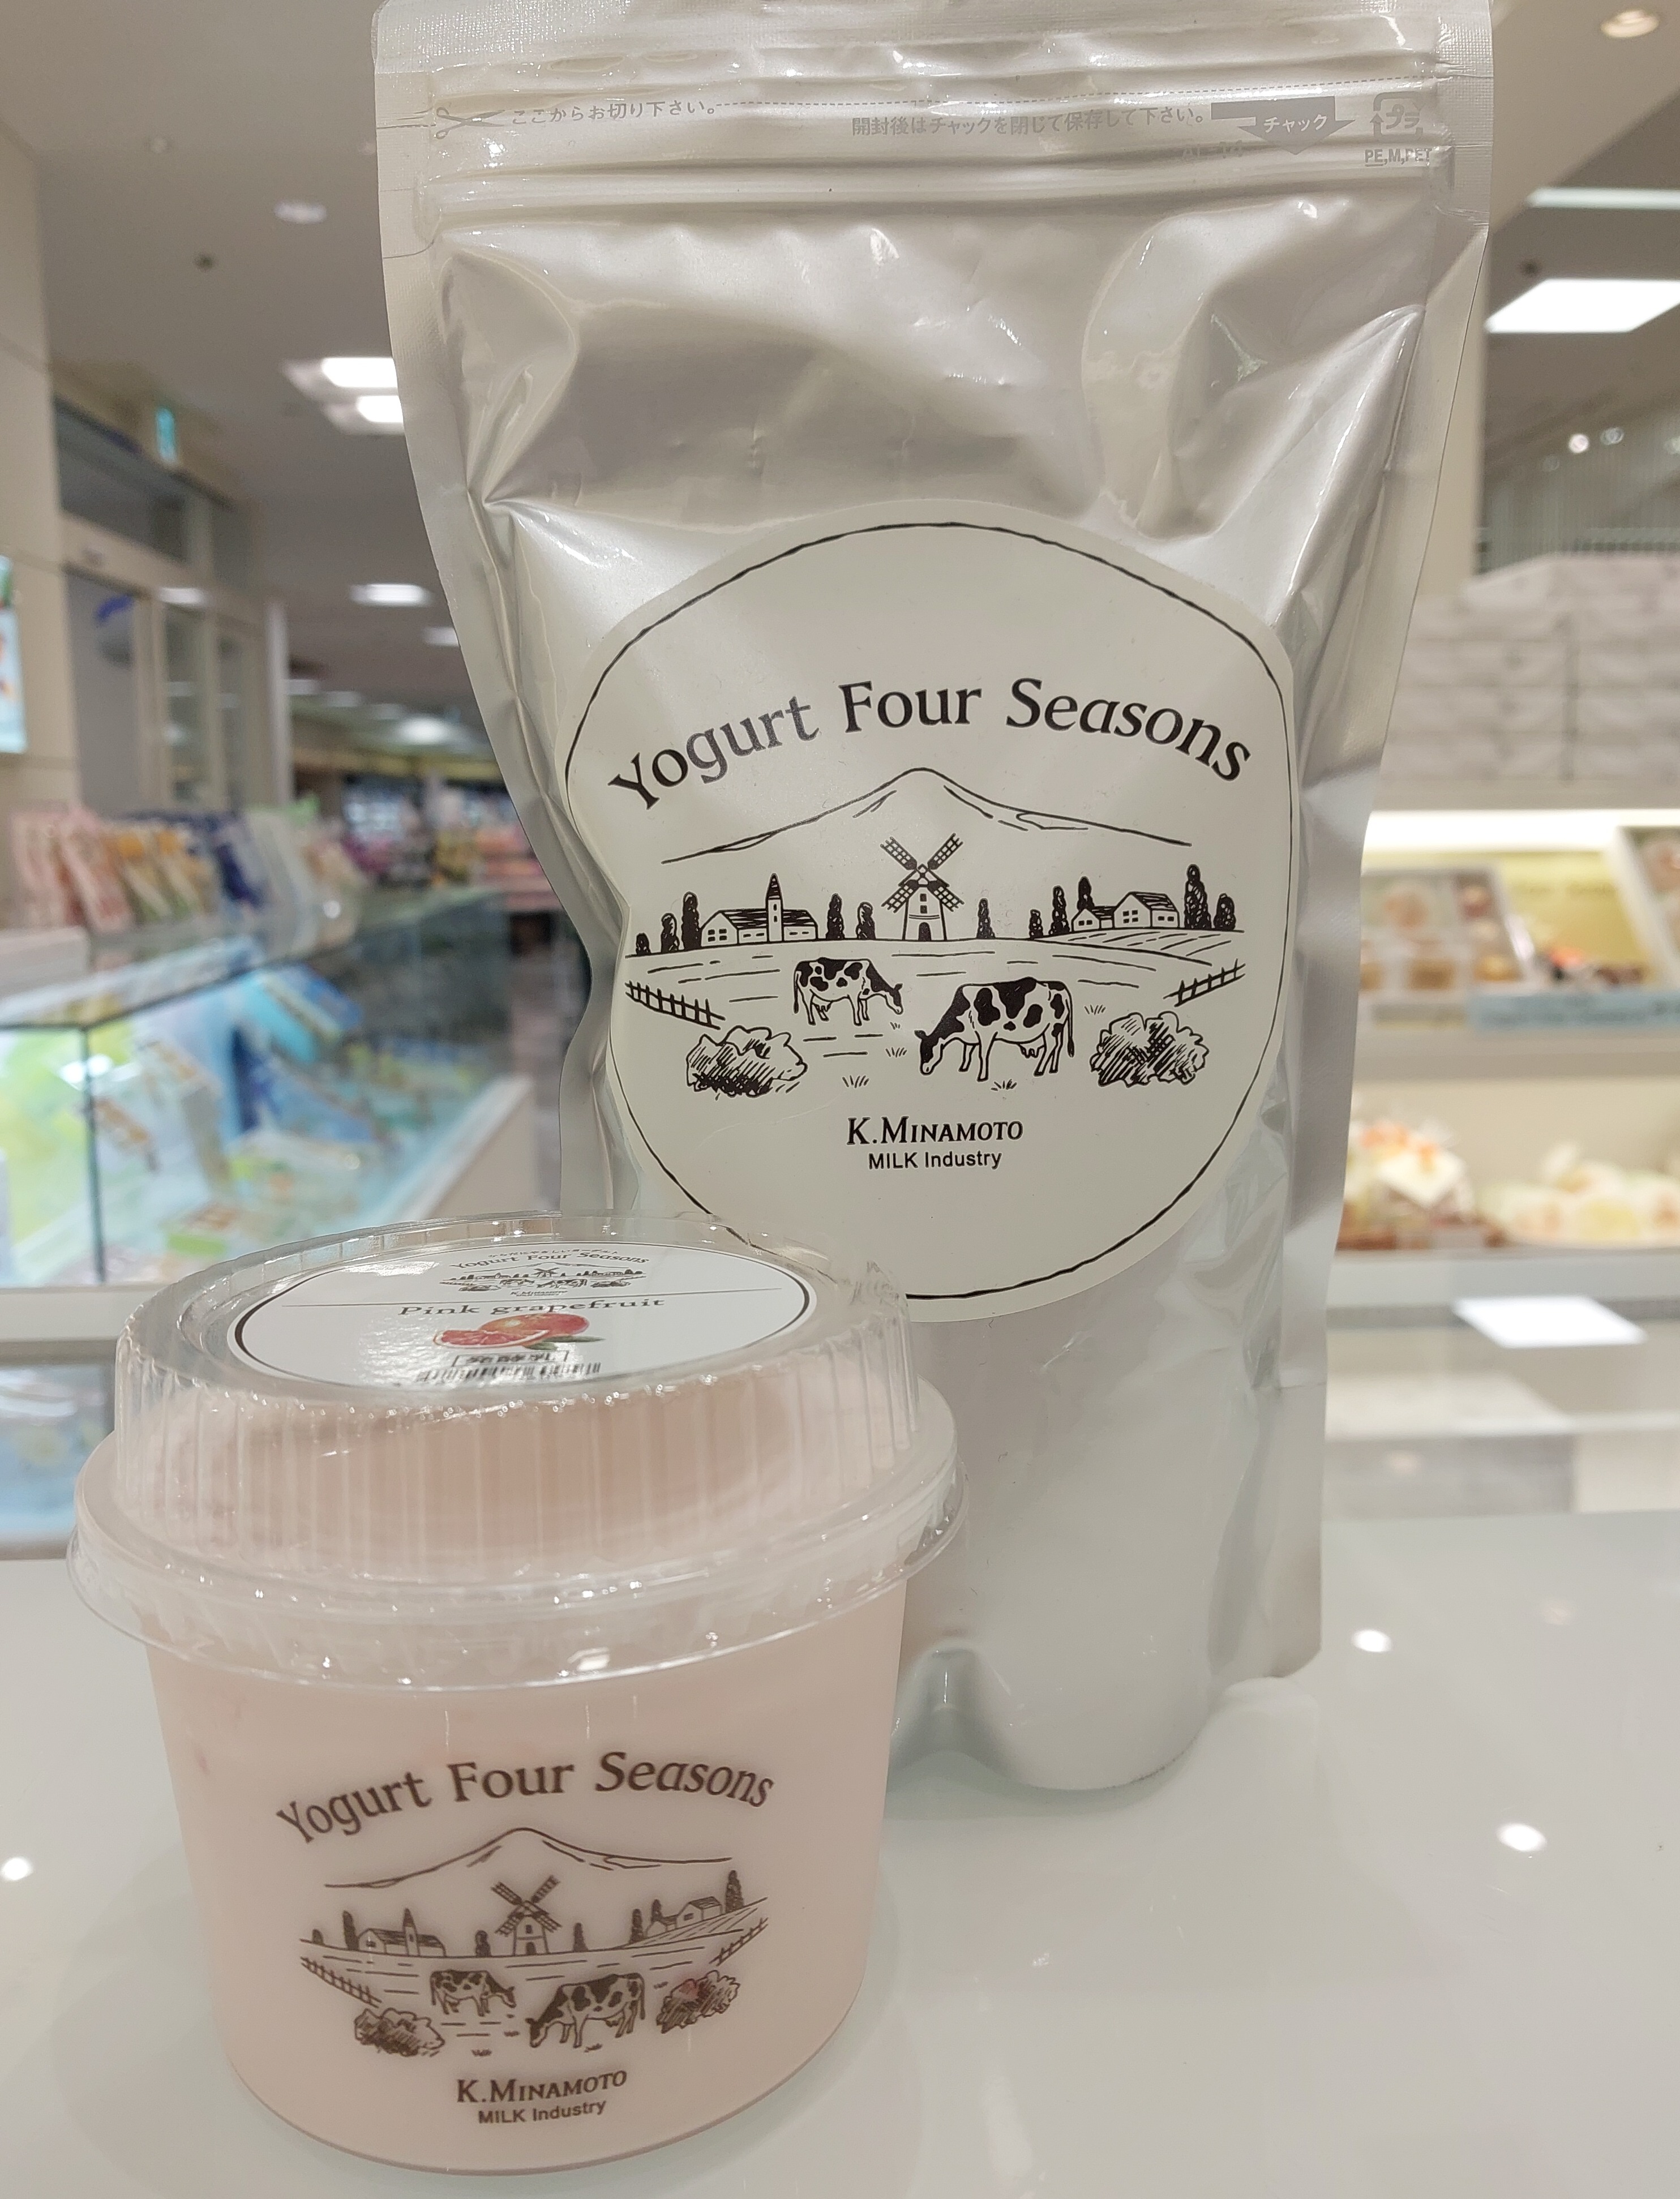 ここからお切り下さい。
開封後はチャックを閉じて保存して下さい。
チャック
プラ
PE,M,PET
Yogurt Four Seasons
K.MINAMOTO
MILK Industry
Yogurt Four Seasons
Pink grapefruit
Yogurt Four Seasons
K.MINAMOTO
MILK Industry